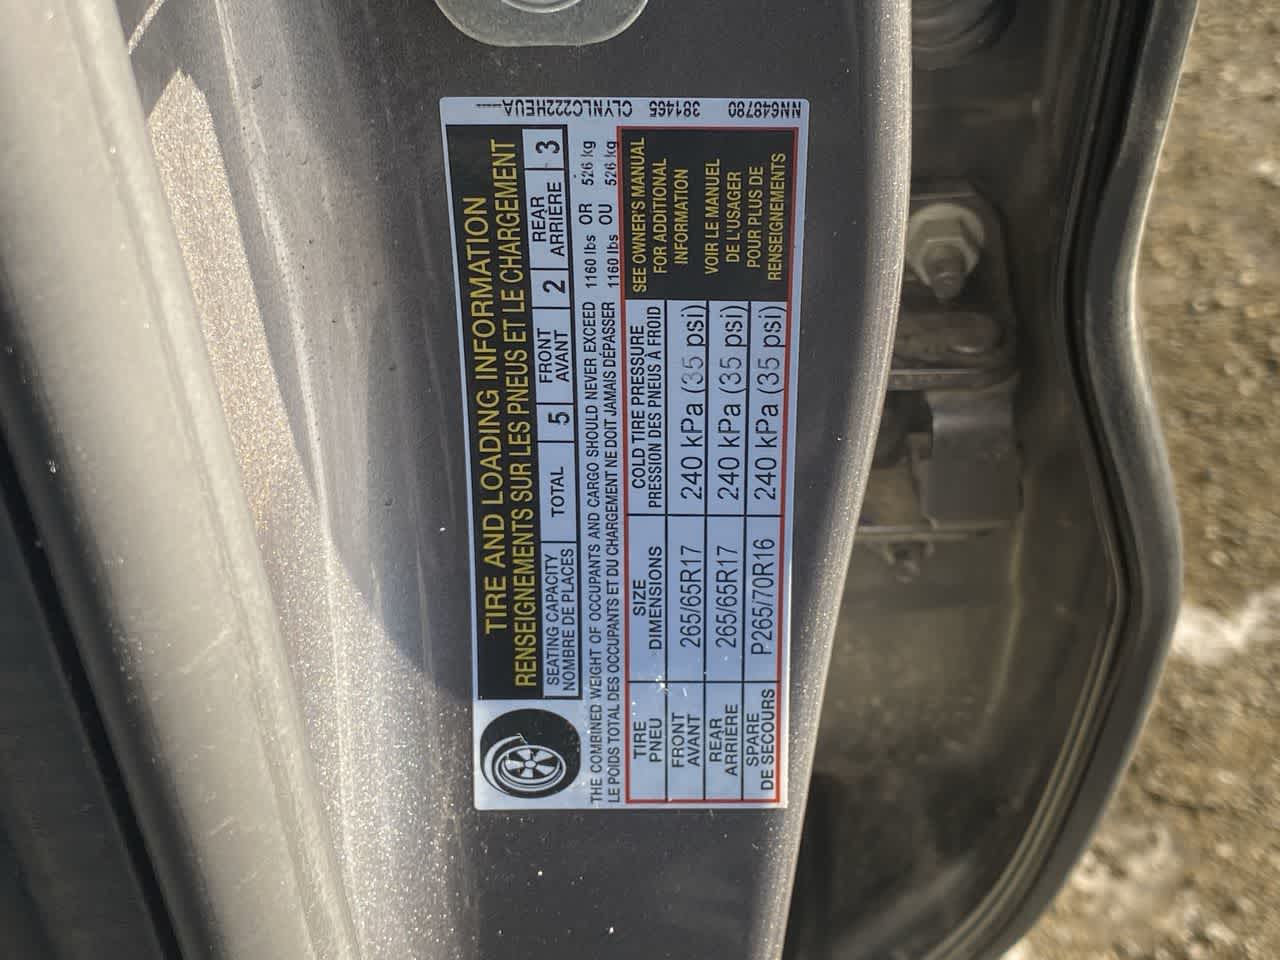 TIRE AND LOADING INFORMATION
RENSEIGNEMENTS SUR LES PNEUS ET LE CHARGEMENT
SEATING CAPACITY
NOMBRE DE PLACES
TOTAL
5
FRONT
AVANT
2
REAR
ARRIÈRE
3
THE COMBINED WEIGHT OF OCCUPANTS AND CARGO SHOULD NEVER EXCEED 1160 lbs OR 526 kg
LE POIDS TOTAL DES OCCUPANTS ET DU CHARGEMENT NE DOIT JAMAIS DÉPASSER 1160 lbs OU 526 kg
TIRE
PNEU
SIZE
DIMENSIONS
COLD TIRE PRESSURE
PRESSION DES PNEUS À FROID
FRONT
AVANT
265/65R17
240 kPa (35 psi)
REAR
ARRIÈRE
265/65R17
240 kPa (35 psi)
SPARE
DE SECOURS
P265/70R16
240 kPa (35 psi)
SEE OWNER'S MANUAL
FOR ADDITIONAL
INFORMATION
VOIR LE MANUEL
DE L'USAGER
POUR PLUS DE
RENSEIGNEMENTS
NN648780 381465 CLYNLC222HEUA----